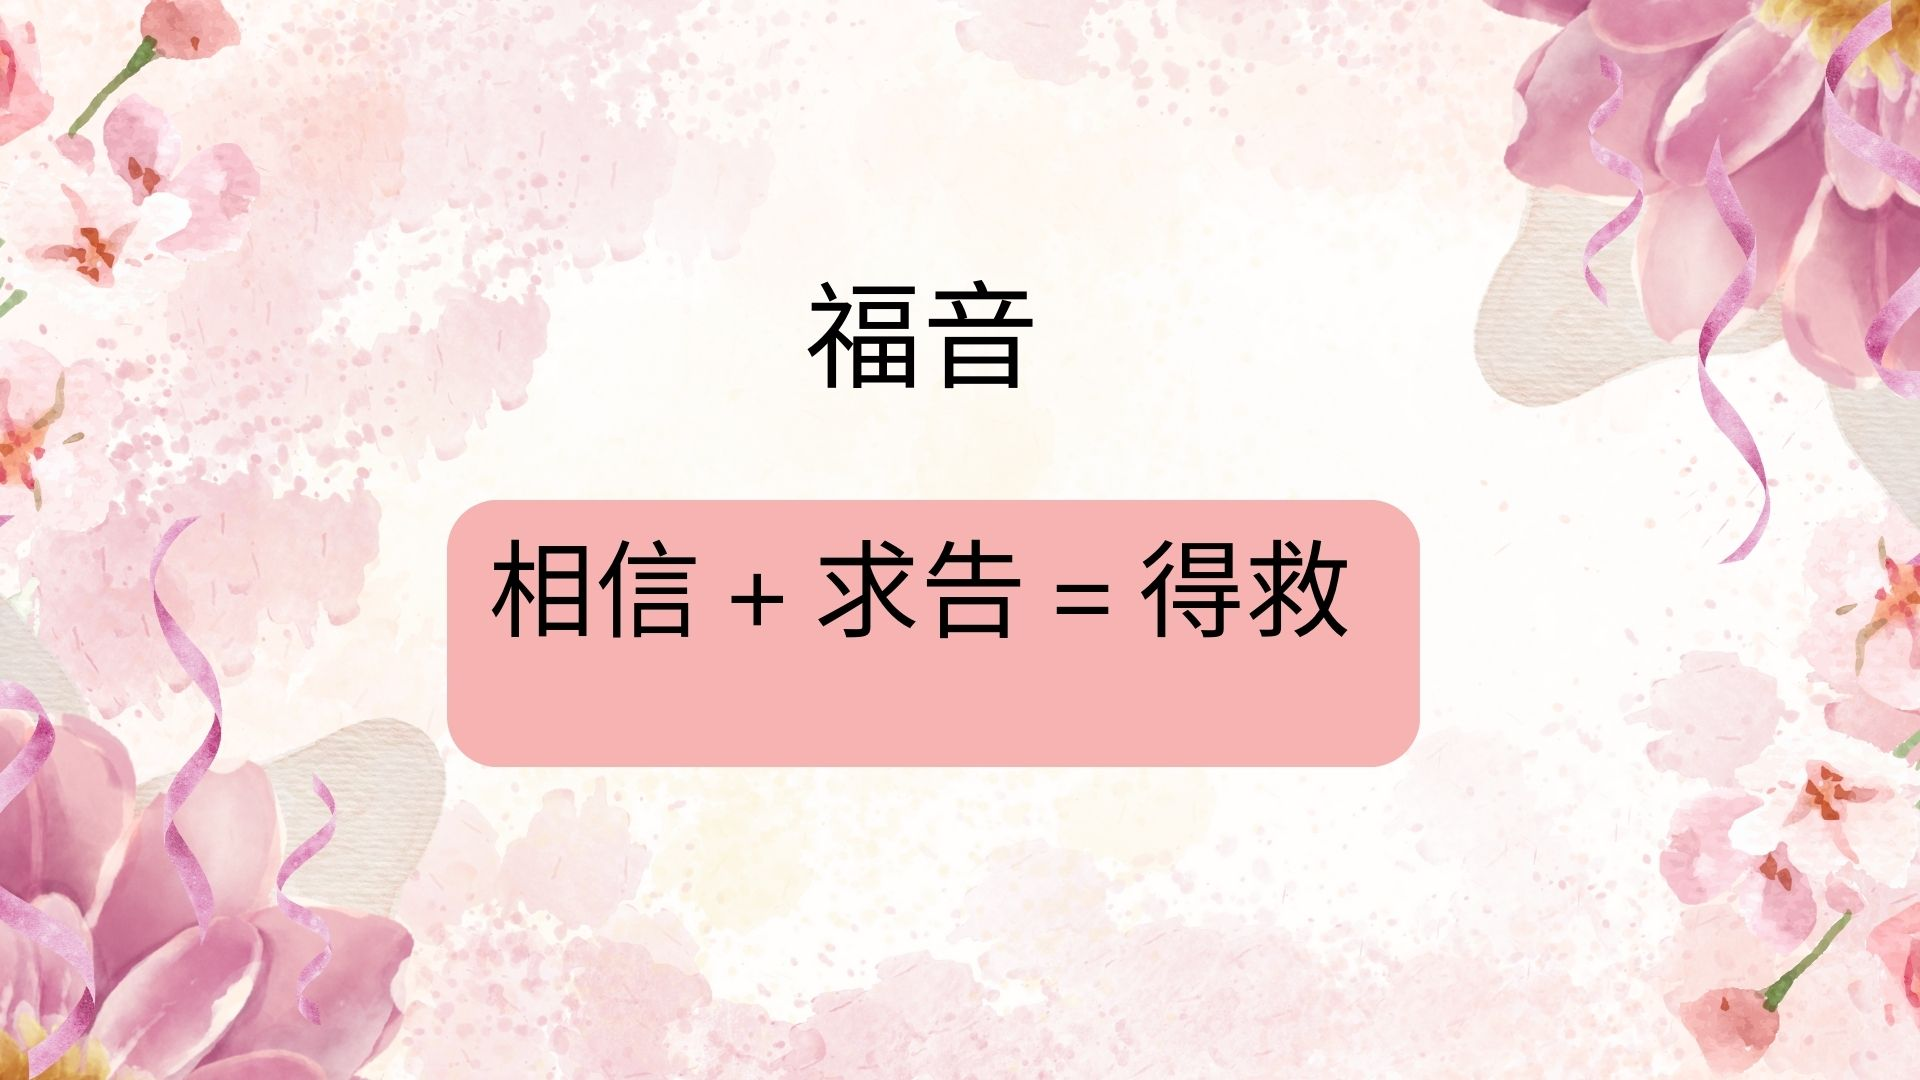 福音
相信 + 求告 = 得救